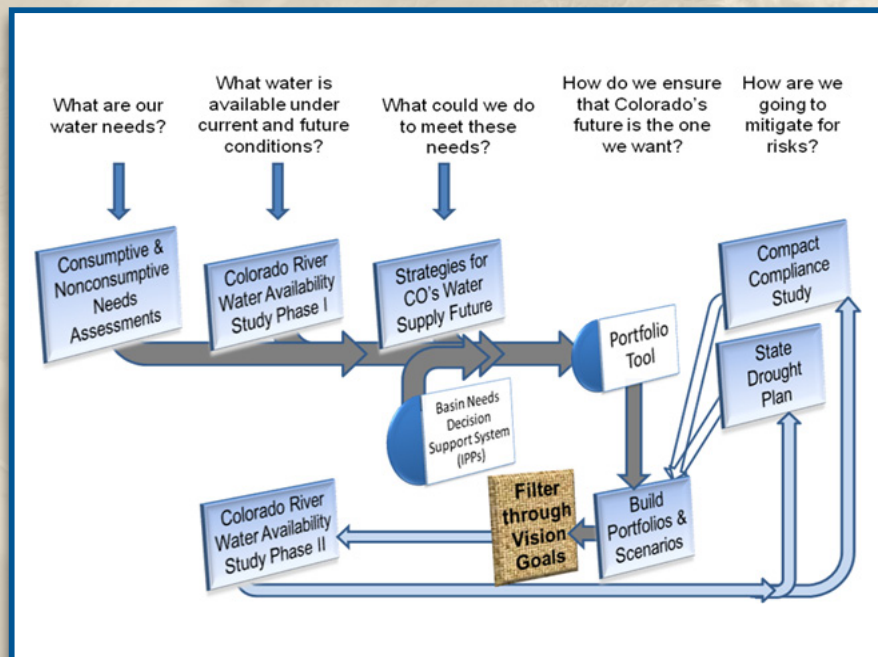 What are our
water needs?
What water is
available under
current and future
conditions?
What could we do
to meet these
needs?
How do we ensure
that Colorado's
future is the one
we want?
How are we
going to
mitigate for
risks?
Consumptive &
Nonconsumptive
Needs
Assessments
Colorado River
Water Availability
Study Phase I
Strategies for
CO's Water
Supply Future
Compact
Compliance
Study
Portfolio
Tool
State
Drought
Plan
Basin Needs
Decision
Support System
(IPPs)
Colorado River
Water Availability
Study Phase II
Filter
through
Vision
Goals
Build
Portfolios &
Scenarios